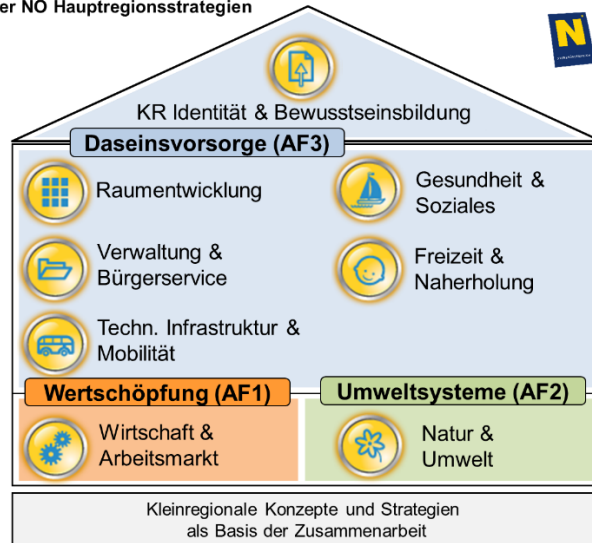 er NÖ Hauptregionsstrategien
N
KR Identität & Bewusstseinsbildung
Daseinsvorsorge (AF3)
Raumentwicklung
Gesundheit &
Soziales
Verwaltung &
Bürgerservice
Freizeit &
Naherholung
Techn. Infrastruktur &
Mobilität
Wertschöpfung (AF1)
Umweltsysteme (AF2)
Wirtschaft &
Arbeitsmarkt
Natur &
Umwelt
Kleinregionale Konzepte und Strategien
als Basis der Zusammenarbeit